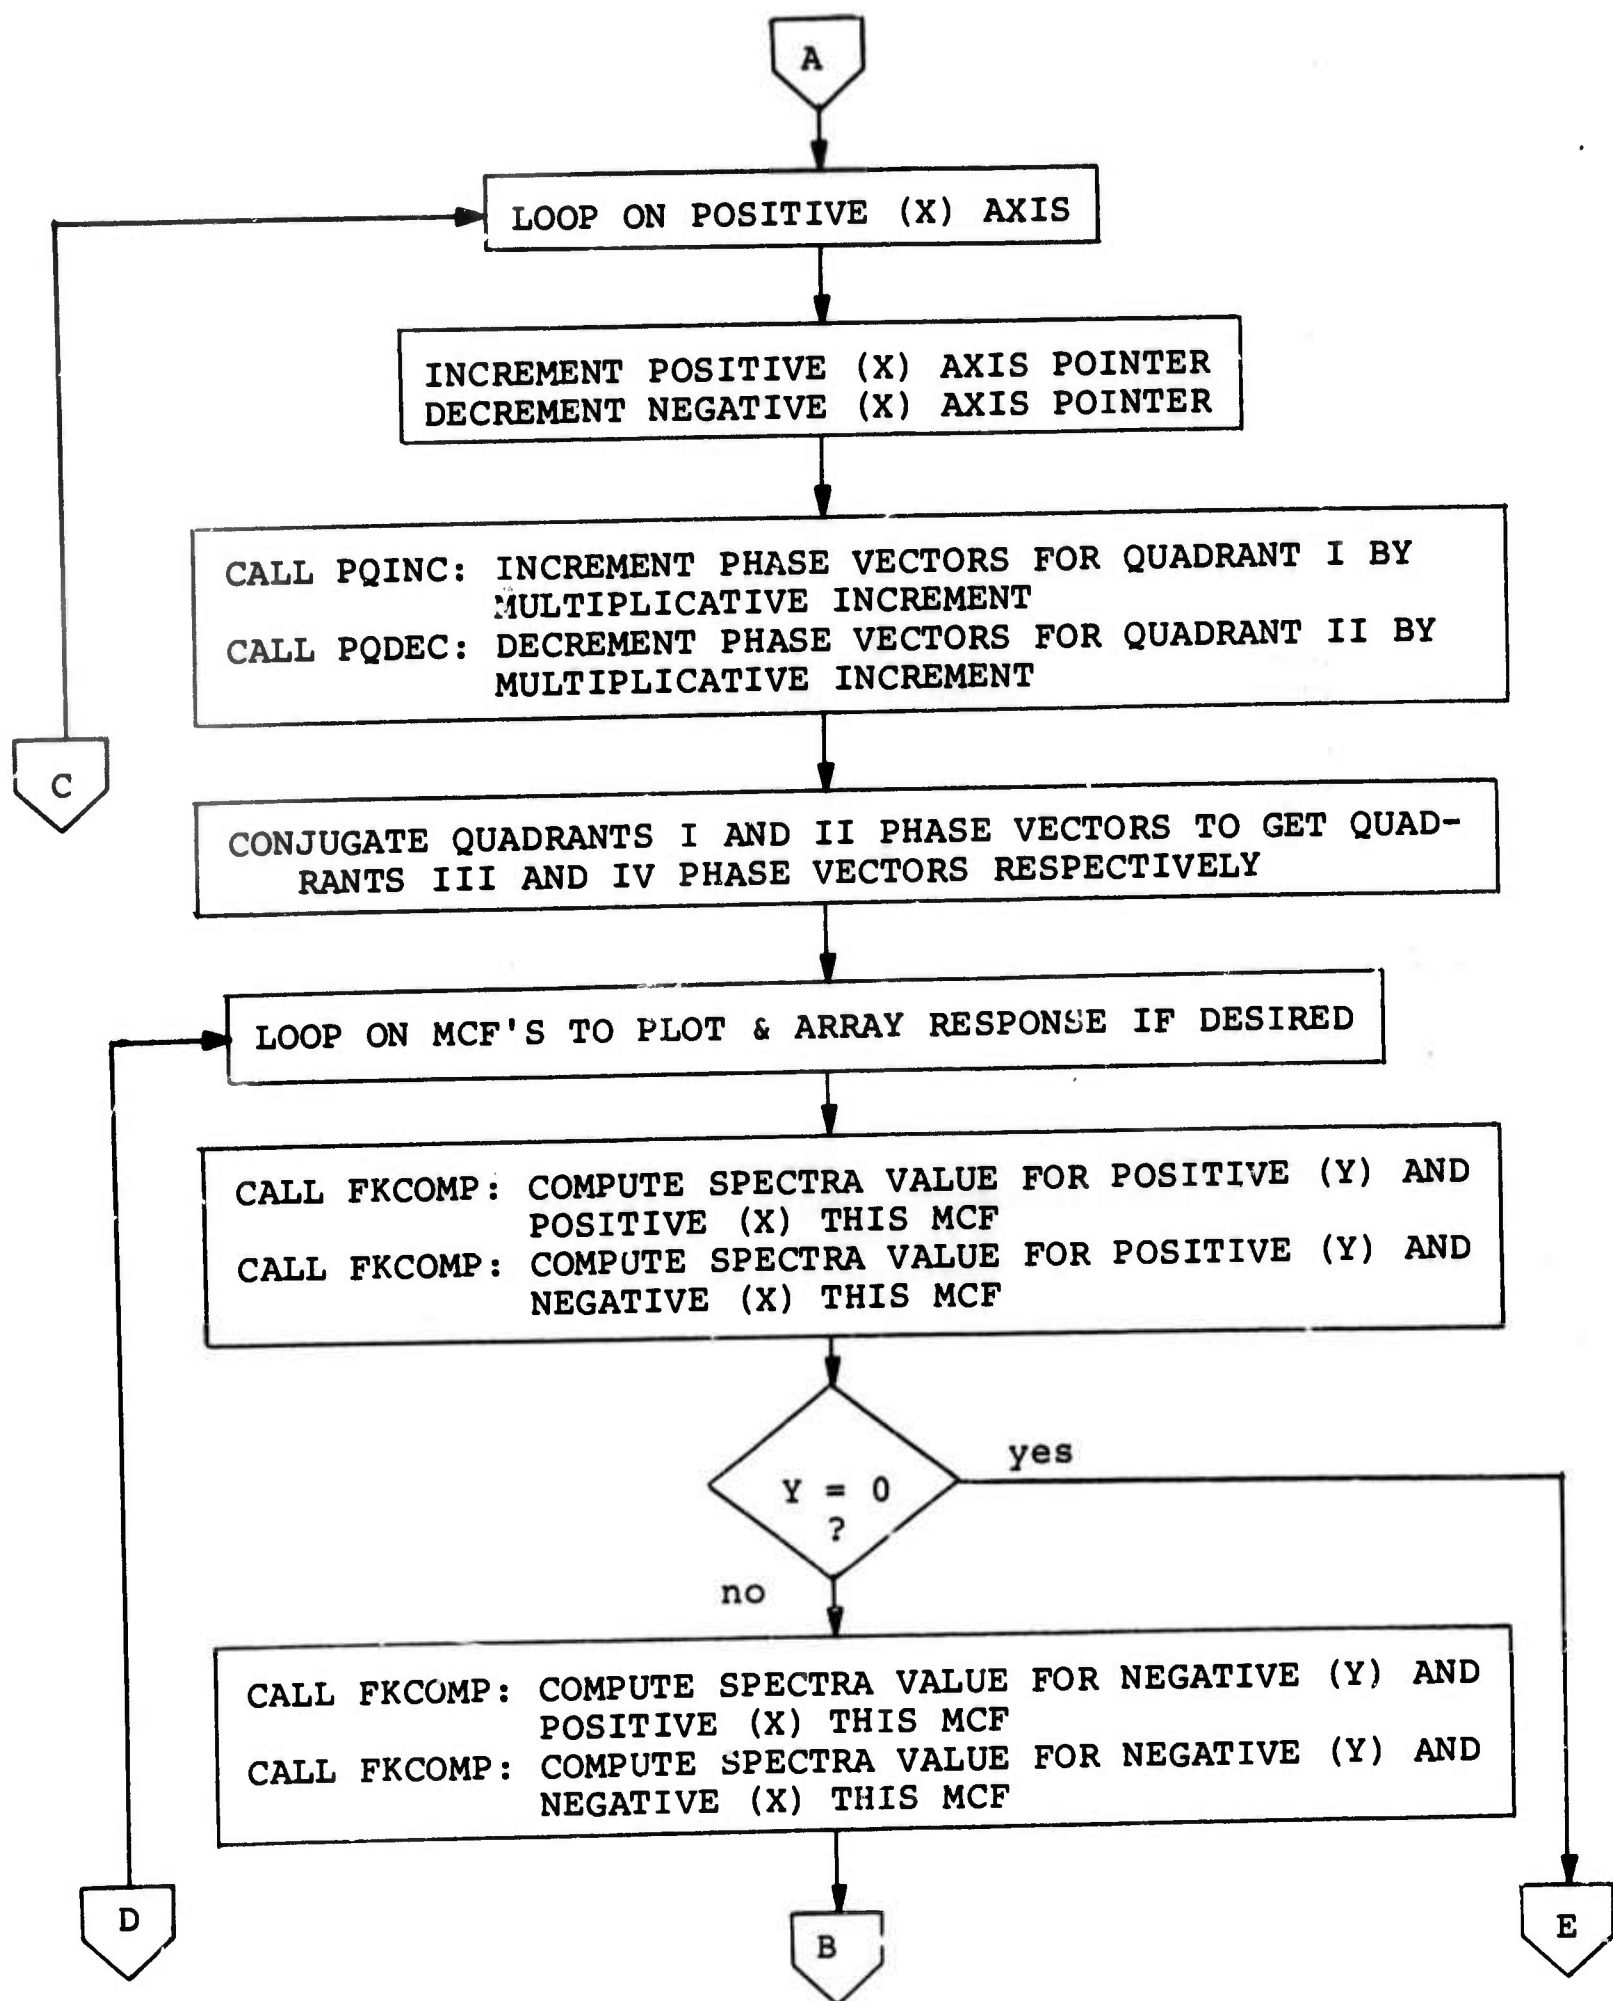 A
LOOP ON POSITIVE (X) AXIS
INCREMENT POSITIVE (X) AXIS POINTER
DECREMENT NEGATIVE (X) AXIS POINTER
CALL PQINC: INCREMENT PHASE VECTORS FOR QUADRANT I BY
MULTIPLICATIVE INCREMENT
CALL PQDEC: DECREMENT PHASE VECTORS FOR QUADRANT II BY
MULTIPLICATIVE INCREMENT
C
CONJUGATE QUADRANTS I AND II PHASE VECTORS TO GET QUAD-
RANTS III AND IV PHASE VECTORS RESPECTIVELY
LOOP ON MCF'S TO PLOT & ARRAY RESPONSE IF DESIRED
CALL FKCOMP: COMPUTE SPECTRA VALUE FOR POSITIVE (Y) AND
POSITIVE (X) THIS MCF
CALL FKCOMP: COMPUTE SPECTRA VALUE FOR POSITIVE (Y) AND
NEGATIVE (X) THIS MCF
yes
Y = 0
?
no
CALL FKCOMP: COMPUTE SPECTRA VALUE FOR NEGATIVE (Y) AND
POSITIVE (X) THIS MCF
CALL FKCOMP: COMPUTE SPECTRA VALUE FOR NEGATIVE (Y) AND
NEGATIVE (X) THIS MCF
D
B
E